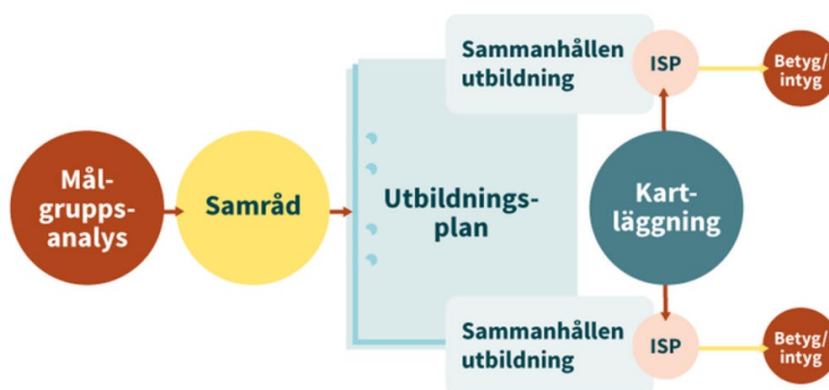 Mål-
grupps-
analys
Samråd
Utbildnings-
plan
Sammanhållen
utbildning
ISP
Betyg/
intyg
Kart-
läggning
Sammanhållen
utbildning
ISP
Betyg/
intyg